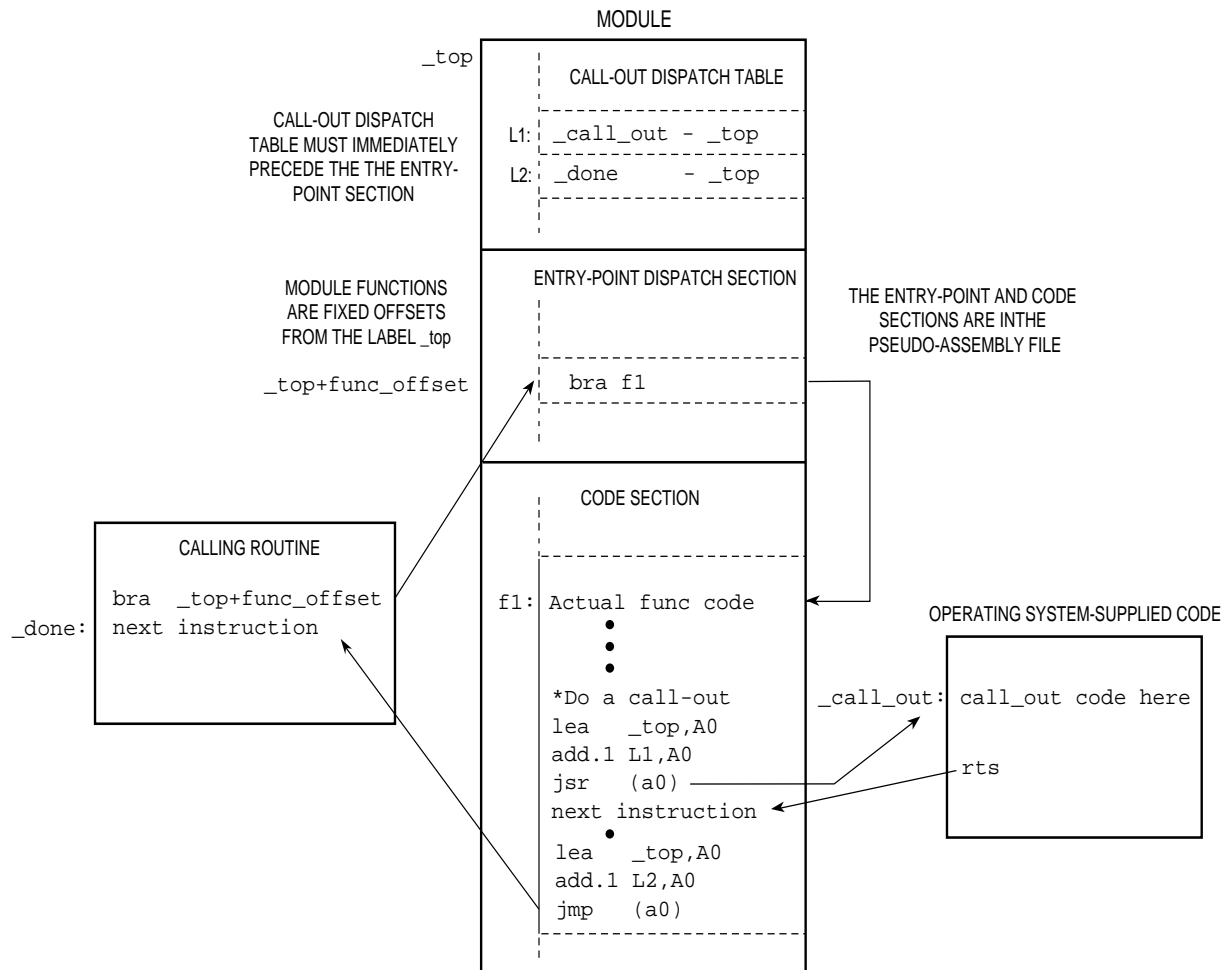 MODULE
_top
CALL-OUT DISPATCH TABLE
CALL-OUT DISPATCH
TABLE MUST IMMEDIATELY
PRECEDE THE THE ENTRY-
POINT SECTION
L1: _call_out - _top
L2: _done - _top
ENTRY-POINT DISPATCH SECTION
MODULE FUNCTIONS
ARE FIXED OFFSETS
FROM THE LABEL _top
THE ENTRY-POINT AND CODE
SECTIONS ARE INTHE
PSEUDO-ASSEMBLY FILE
_top+func_offset
bra f1
CODE SECTION
CALLING ROUTINE
bra _top+func_offset
_done: next instruction
f1: Actual func code
*Do a call-out
lea _top,A0
add.1 L1,A0
jsr (a0)
next instruction
lea _top,A0
add.1 L2,A0
jmp (a0)
OPERATING SYSTEM-SUPPLIED CODE
_call_out: call_out code here
rts